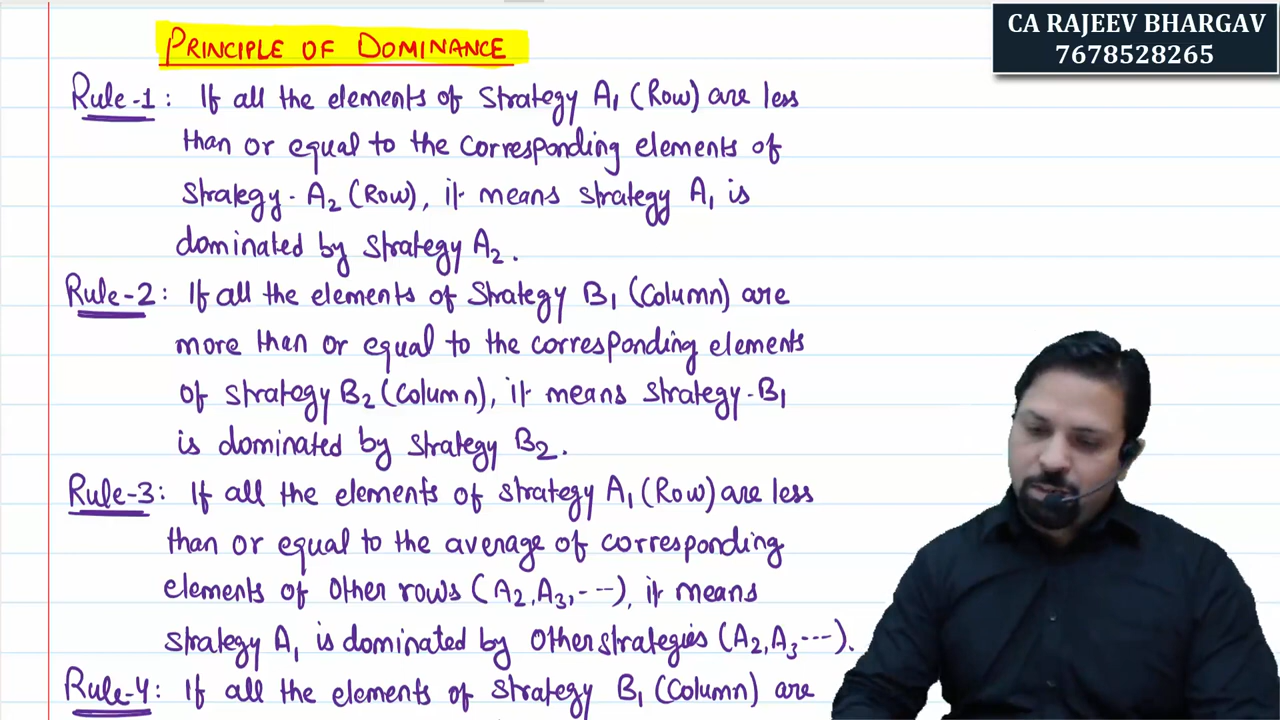 PRINCIPLE OF DOMINANCE
CA RAJEEV BHARGAV
7678528265
Rule-1: If all the elements of strategy A₁ (Row) are less
than or equal to the corresponding elements of
strategy-A₂ (Row), it means strategy A₁ is
dominated by strategy A₂.
Rule-2: If all the elements of strategy B₁ (Column) are
more than or equal to the corresponding elements
of strategy B₂ (Column), it means strategy-B₁
is dominated by strategy B₂.
Rule-3: If all the elements of strategy A₁ (Row) are less
than or equal to the average of corresponding
elements of other rows (A₂, A₃, ---), it means
strategy A₁ is dominated by other strategies (A₂, A₃ ---).
Rule-4: If all the elements of strategy B₁ (Column) are